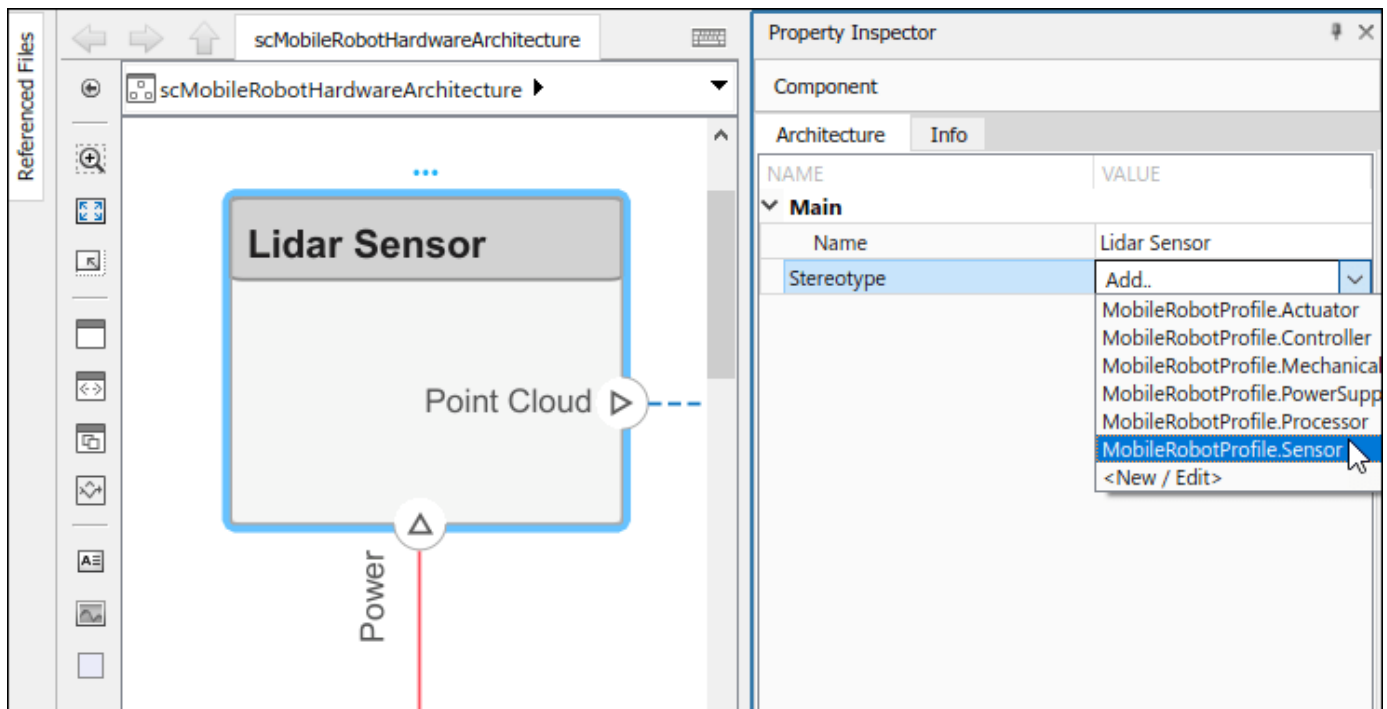 Referenced Files
scMobileRobotHardwareArchitecture
scMobileRobotHardwareArchitecture
Lidar Sensor
Point Cloud
Power
Property Inspector
Component
Architecture Info
NAME VALUE
Main
Name Lidar Sensor
Stereotype Add..
MobileRobotProfile.Actuator
MobileRobotProfile.Controller
MobileRobotProfile.Mechanical
MobileRobotProfile.PowerSupp
MobileRobotProfile.Processor
MobileRobotProfile.Sensor
<New / Edit>